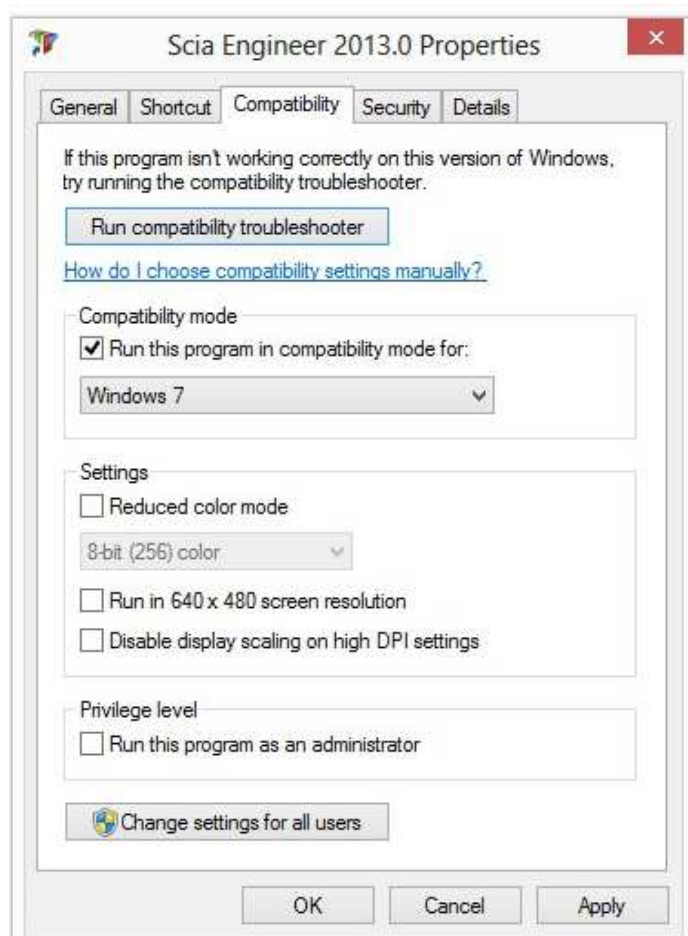 Scia Engineer 2013.0 Properties
General Shortcut Compatibility Security Details
If this program isn't working correctly on this version of Windows,
try running the compatibility troubleshooter.
Run compatibility troubleshooter
How do I choose compatibility settings manually?
Compatibility mode
Run this program in compatibility mode for:
Windows 7
Settings
Reduced color mode
8-bit (256) color
Run in 640 x 480 screen resolution
Disable display scaling on high DPI settings
Privilege level
Run this program as an administrator
Change settings for all users
OK Cancel Apply